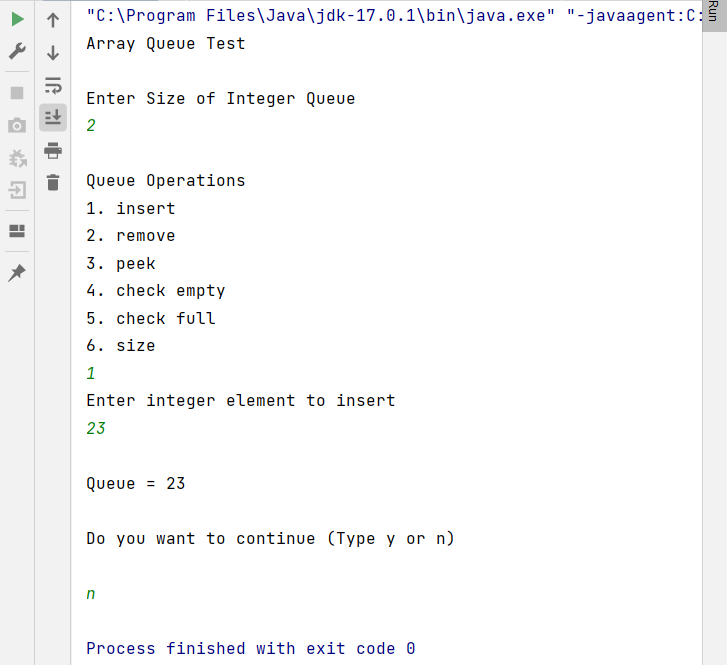 "C:\Program Files\Java\jdk-17.0.1\bin\java.exe" "-javaagent:C:
Run
Array Queue Test
Enter Size of Integer Queue
2
Queue Operations
1. insert
2. remove
3. peek
4. check empty
5. check full
6. size
1
Enter integer element to insert
23
Queue = 23
Do you want to continue (Type y or n)
n
Process finished with exit code 0